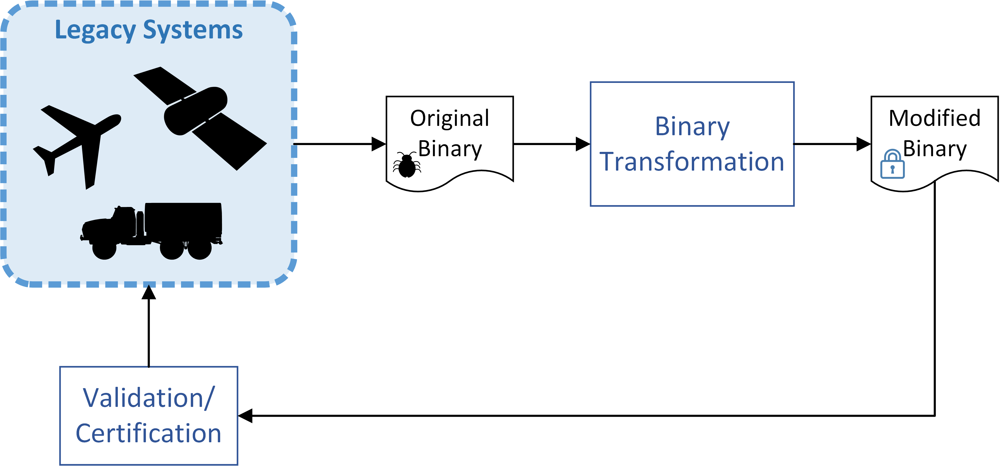 Legacy Systems
Original
Binary
Binary
Transformation
Modified
Binary
Validation/
Certification